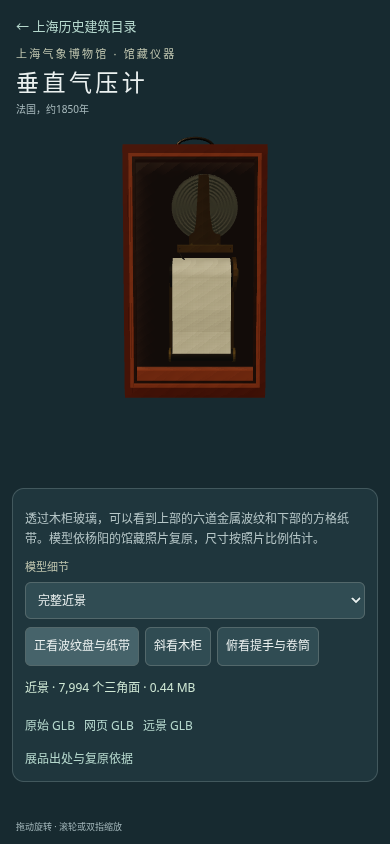 ← 上海历史建筑目录
上海气象博物馆 · 馆藏仪器
垂直气压计
法国，约1850年
透过木柜玻璃，可以看到上部的六道金属波纹和下部的方格纸
带。模型依杨阳的馆藏照片复原，尺寸按照片比例估计。
模型细节
完整近景
正看波纹盘与纸带 斜看木柜 俯看提手与卷筒
近景 · 7,994 个三角面 · 0.44 MB
原始 GLB 网页 GLB 远景 GLB
展品出处与复原依据
拖动旋转 · 滚轮或双指缩放